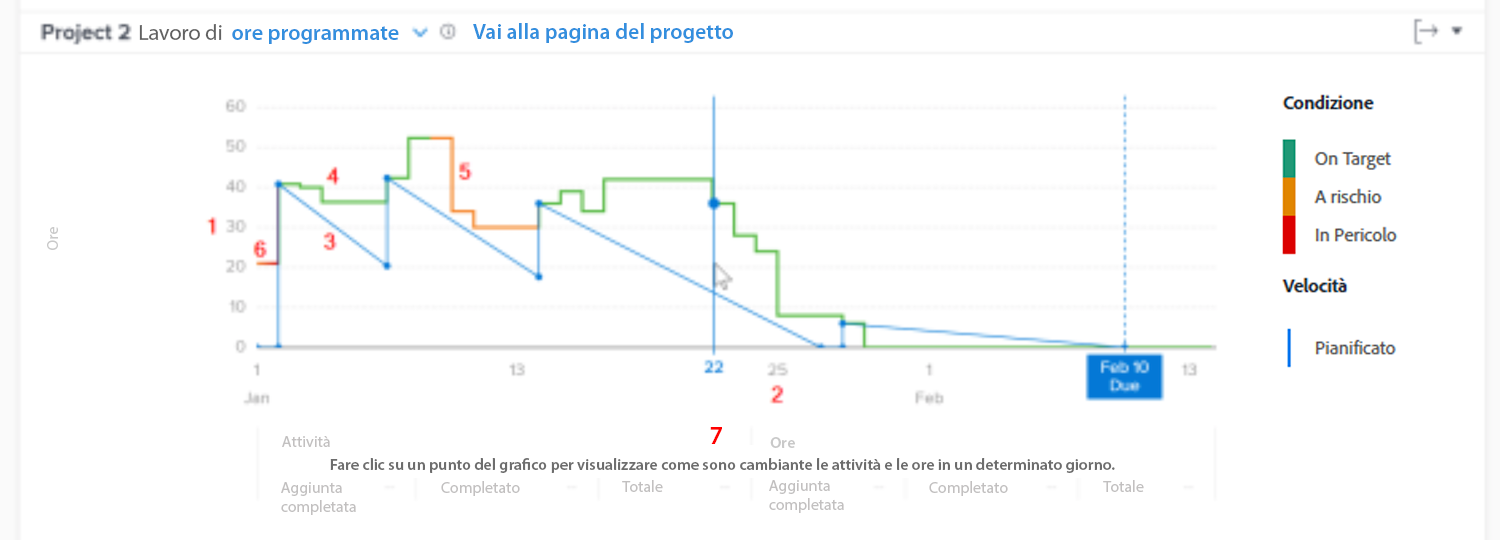 Project 2 Lavoro di ore programmate Vai alla pagina del progetto
Condizione
On Target
A rischio
In Pericolo
Velocità
Pianificato
Ore
60
50
40
30
20
10
0
1
2
3
4
5
6
7
1
13
22
25
1
13
Jan
Feb
Feb 10
Due
Attività
Ore
Fare clic su un punto del grafico per visualizzare come sono cambiante le attività e le ore in un determinato giorno.
Aggiunta
completata
Completato
Totale
Aggiunta
completata
Completato
Totale